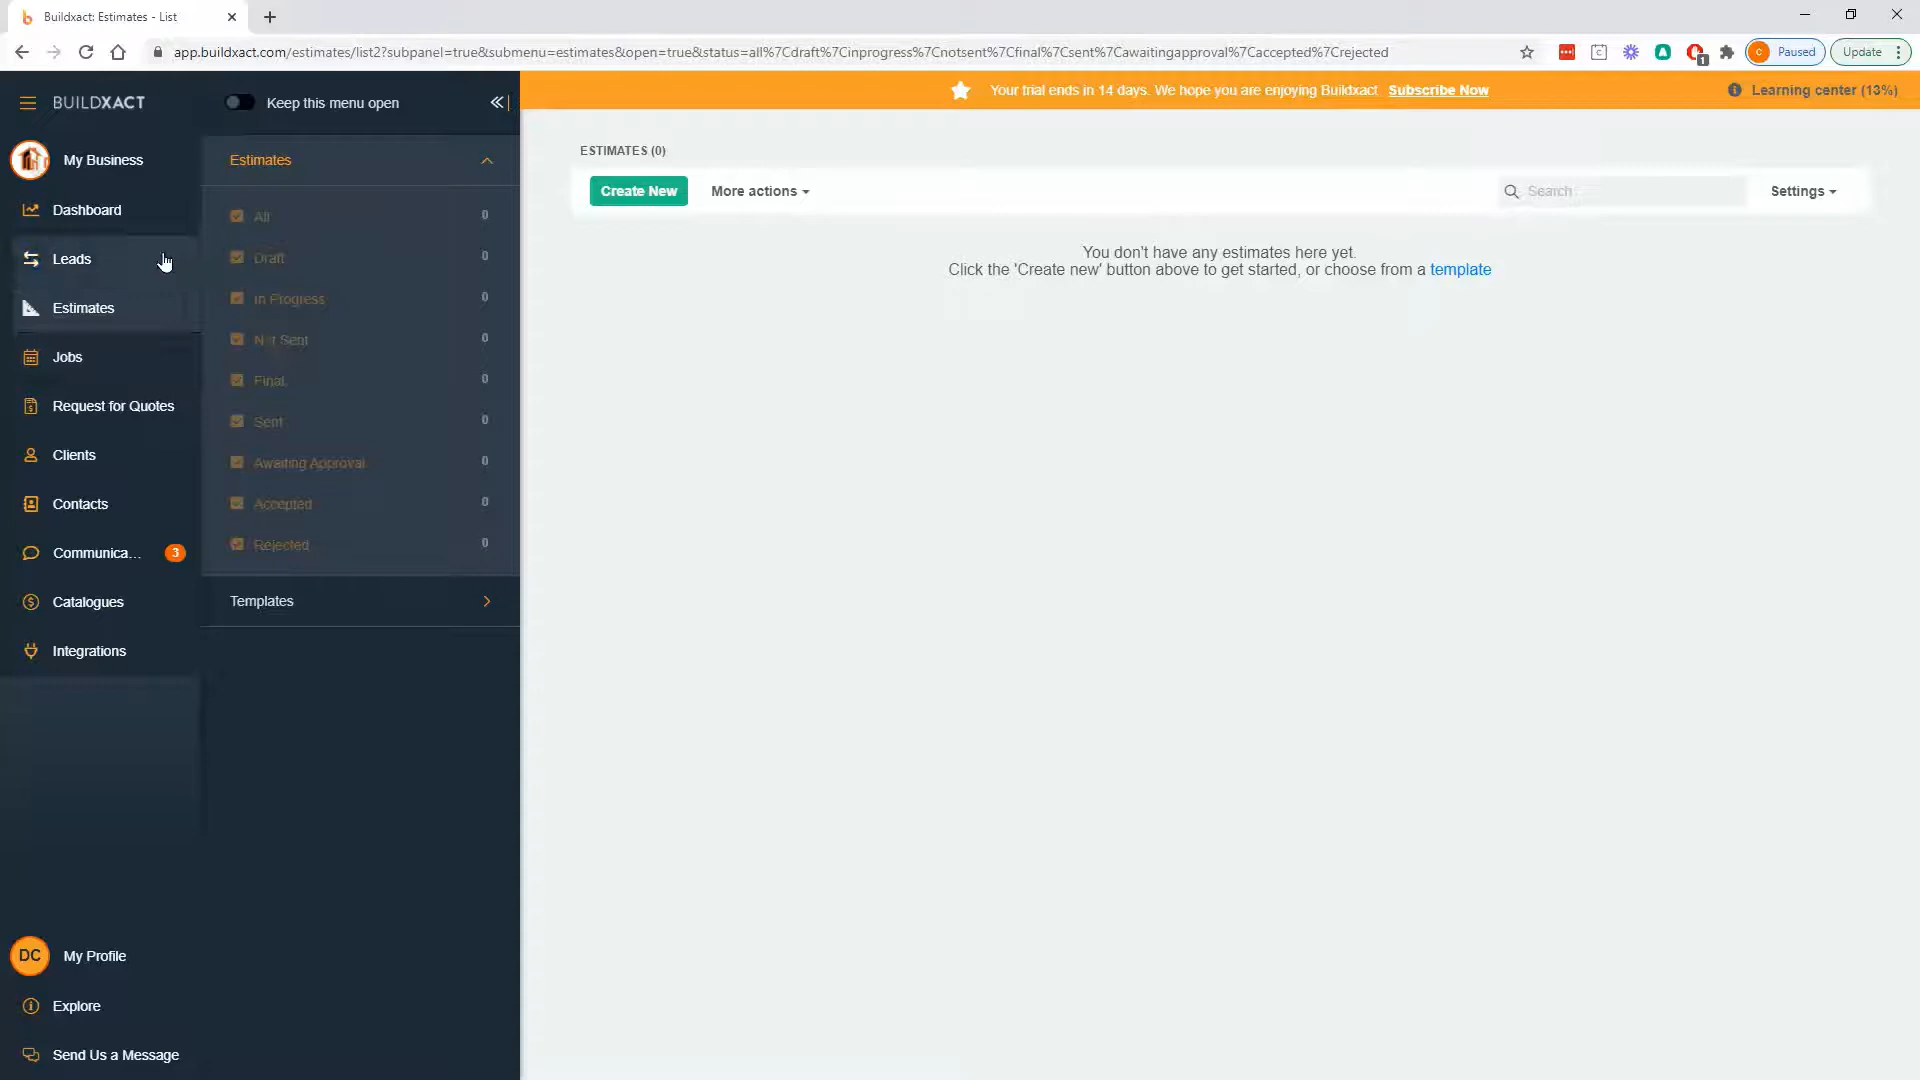 Buildxact: Estimates - List
app.buildxact.com/estimates/list2?subpanel=true&submenu=estimates&open=true&status=all%7Cdraft%7Cinprogress%7Cnotsent%7Cfinal%7Csent%7Cawaitingapproval%7Caccepted%7Crejected
1
C
Paused
Update
BUILDXACT
Keep this menu open
Your trial ends in 14 days. We hope you are enjoying Buildxact Subscribe Now
Learning center (13%)
My Business
Dashboard
Leads
Estimates
Jobs
Request for Quotes
Clients
Contacts
Communica... 3
Catalogues
Integrations
DC My Profile
Explore
Send Us a Message
Estimates
All 0
Draft 0
In Progress 0
Not Sent 0
Final 0
Sent 0
Awaiting Approval 0
Accepted 0
Rejected 0
Templates
ESTIMATES (0)
Create New
More actions
Search
Settings
You don't have any estimates here yet.
Click the 'Create new' button above to get started, or choose from a template